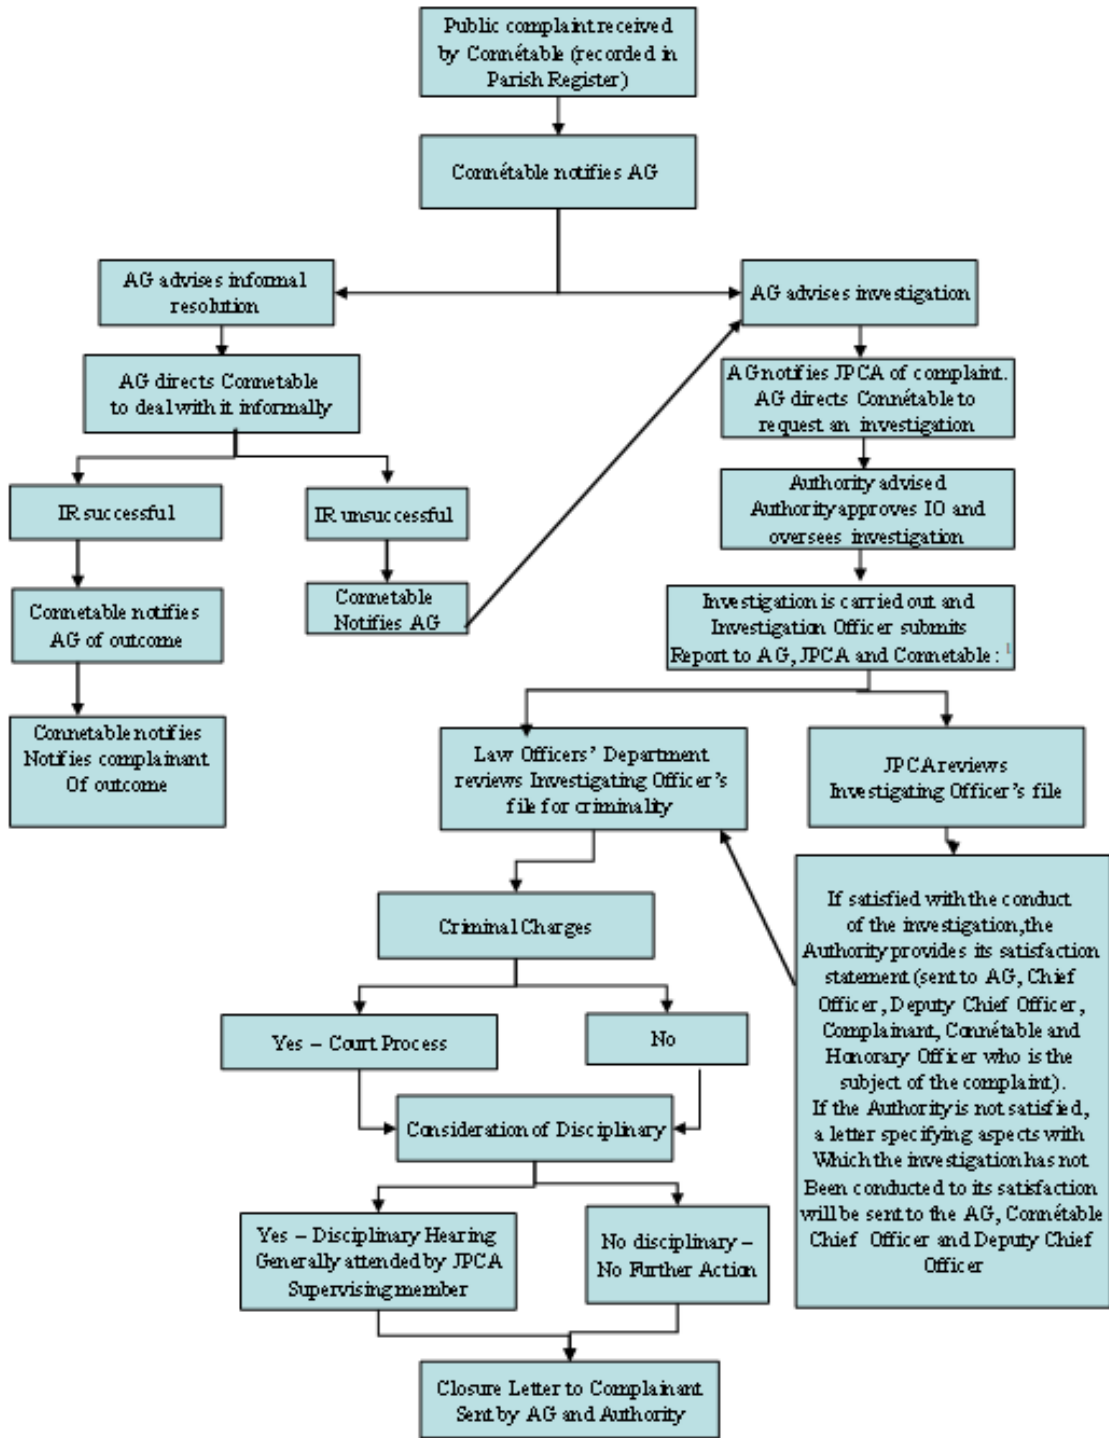 Public complaint received
by Connétable (recorded in
Parish Register)
Connétable notifies AG
AG advises informal
resolution
AG advises investigation
AG directs Connetable
to deal with it informally
AG notifies JPCA of complaint.
AG directs Connétable to
request an investigation
IR successful
IR unsuccessful
Authority advised
Authority approves IO and
oversees investigation
Connetable notifies
AG of outcome
Connetable
Notifies AG
Investigation is carried out and
Investigation Officer submits
Report to AG, JPCA and Connetable: 1
Connetable notifies
Notifies complainant
Of outcome
Law Officers' Department
reviews Investigating Officer's
file for criminality
JPCA reviews
Investigating Officer's file
If satisfied with the conduct
of the investigation, the
Authority provides its satisfaction
statement (sent to AG, Chief
Officer, Deputy Chief Officer,
Complainant, Connétable and
Honorary Officer who is the
subject of the complaint).
If the Authority is not satisfied,
a letter specifying aspects with
Which the investigation has not
Been conducted to its satisfaction
will be sent to the AG, Connétable
Chief Officer and Deputy Chief
Officer
Criminal Charges
Yes – Court Process
No
Consideration of Disciplinary
Yes – Disciplinary Hearing
Generally attended by JPCA
Supervising member
No disciplinary –
No Further Action
Closure Letter to Complainant
Sent by AG and Authority